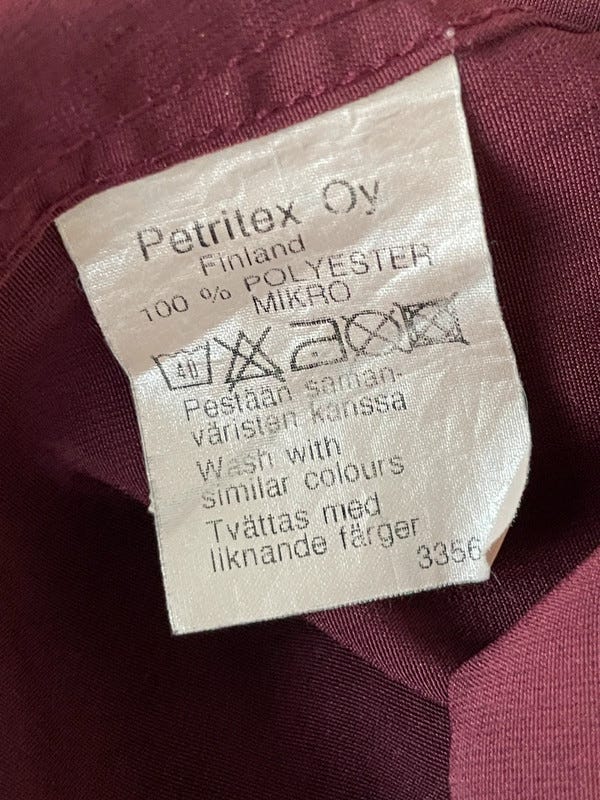 Petritex Oy
Finland
100 % POLYESTER
MIKRO
40
Pestään saman-
väristen kanssa
Wash with
similar colours
Tvättas med
liknande färger
3356